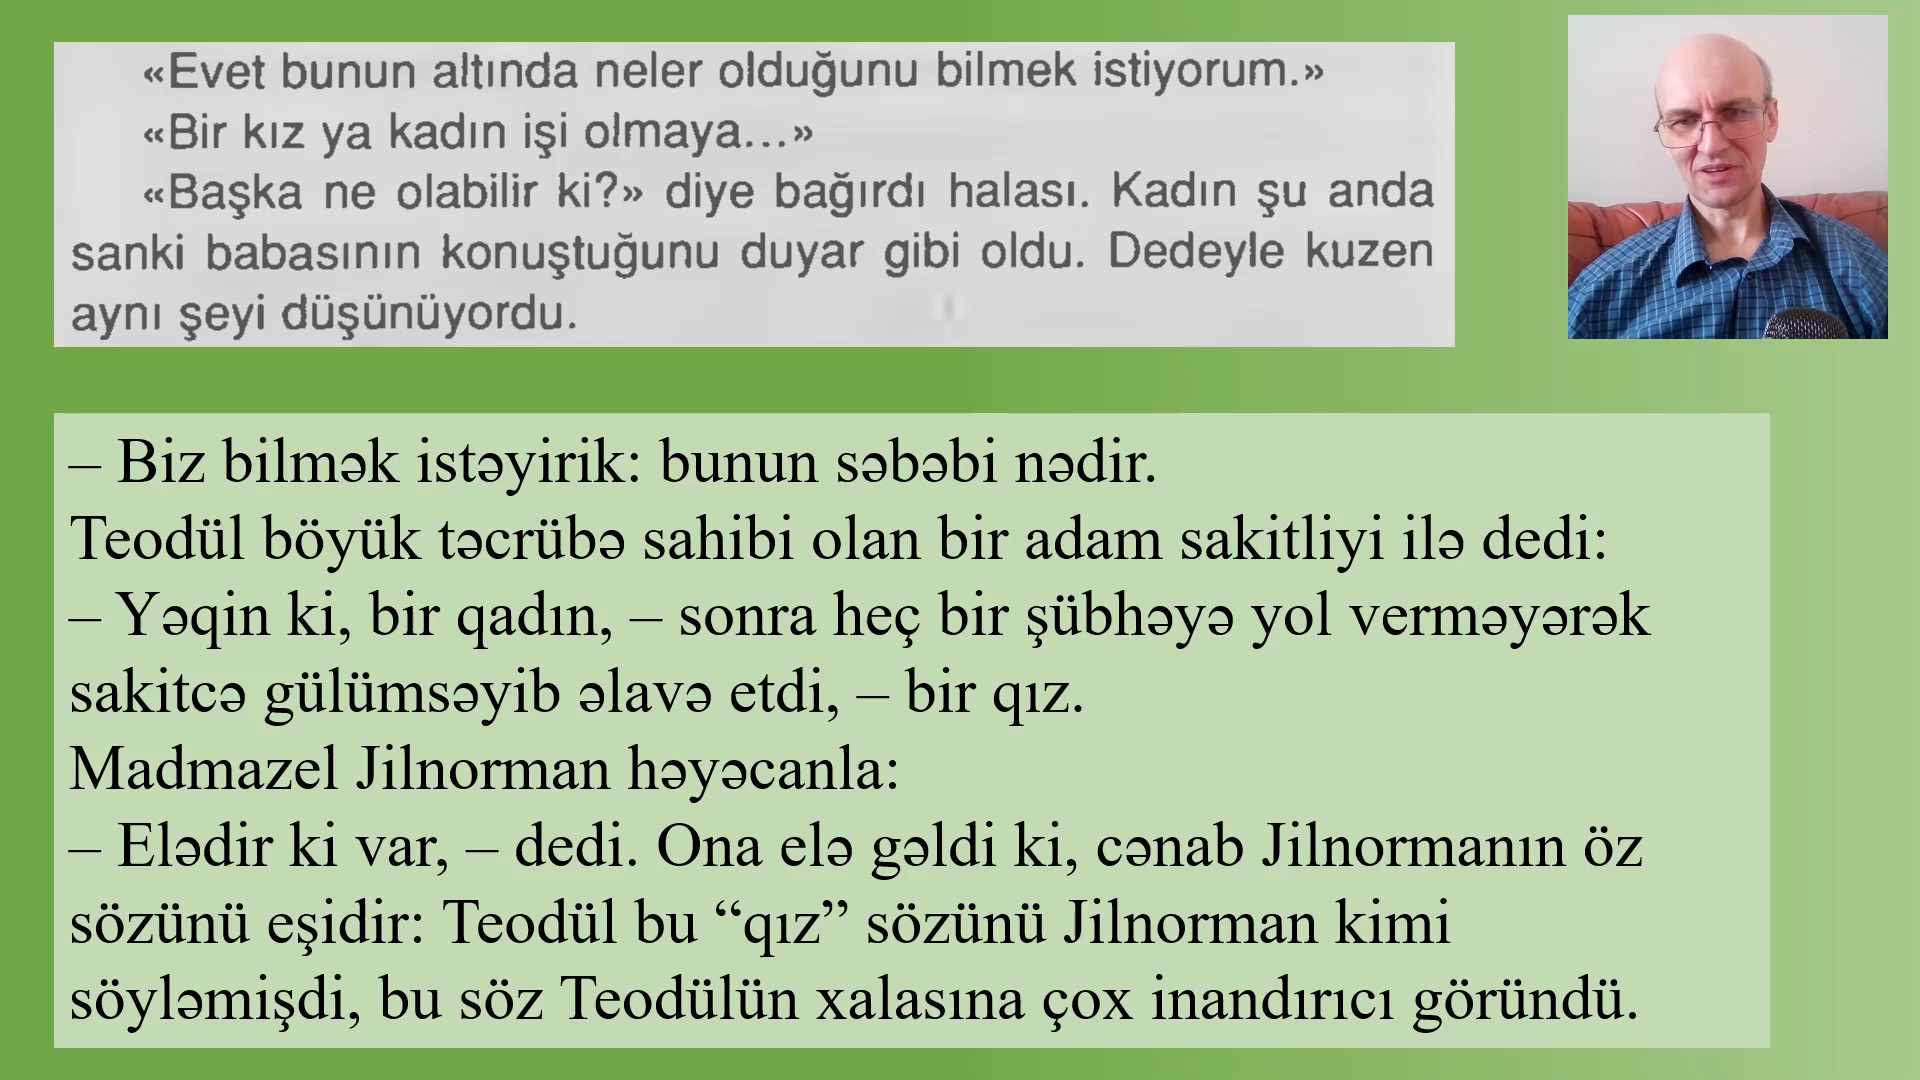 «Evet bunun altında neler olduğunu bilmek istiyorum.»
«Bir kız ya kadın işi olmaya...»
«Başka ne olabilir ki?» diye bağırdı halası. Kadın şu anda
sanki babasının konuştuğunu duyar gibi oldu. Dedeyle kuzen
aynı şeyi düşünüyordu.
– Biz bilmək istəyirik: bunun səbəbi nədir.
Teodül böyük təcrübə sahibi olan bir adam sakitliyi ilə dedi:
– Yəqin ki, bir qadın, – sonra heç bir şübhəyə yol verməyərək
sakitcə gülümsəyib əlavə etdi, – bir qız.
Madmazel Jilnorman həyəcanla:
– Elədir ki var, – dedi. Ona elə gəldi ki, cənab Jilnormanın öz
sözünü eşidir: Teodül bu “qız” sözünü Jilnorman kimi
söyləmişdi, bu söz Teodülün xalasına çox inandırıcı göründü.